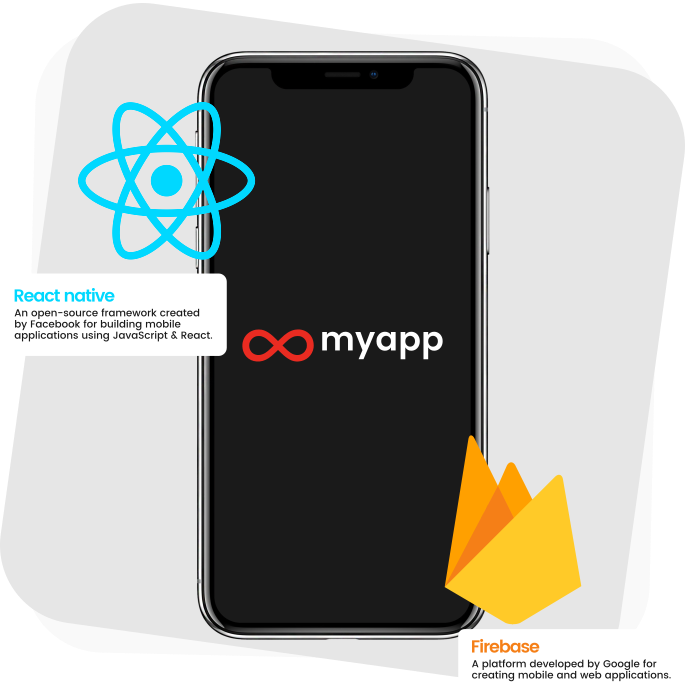 React native
An open-source framework created
by Facebook for building mobile
applications using JavaScript & React.
myapp
Firebase
A platform developed by Google for
creating mobile and web applications.